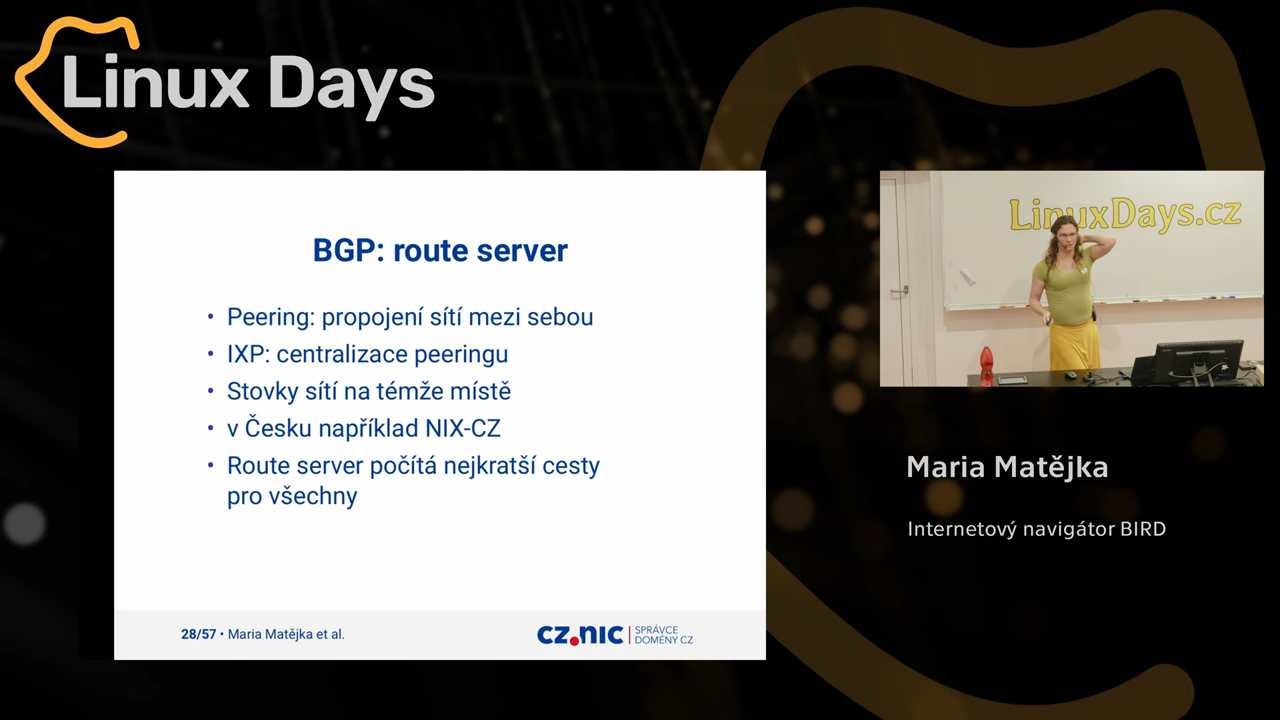 Linux Days
BGP: route server
• Peering: propojení sítí mezi sebou
• IXP: centralizace peeringu
• Stovky sítí na témže místě
• v Česku například NIX-CZ
• Route server počítá nejkratší cesty
pro všechny
28/57 • Maria Matějka et al.
CZ.NIC | SPRÁVCE
DOMÉNY CZ
LinuxDays.cz
Maria Matějka
Internetový navigátor BIRD